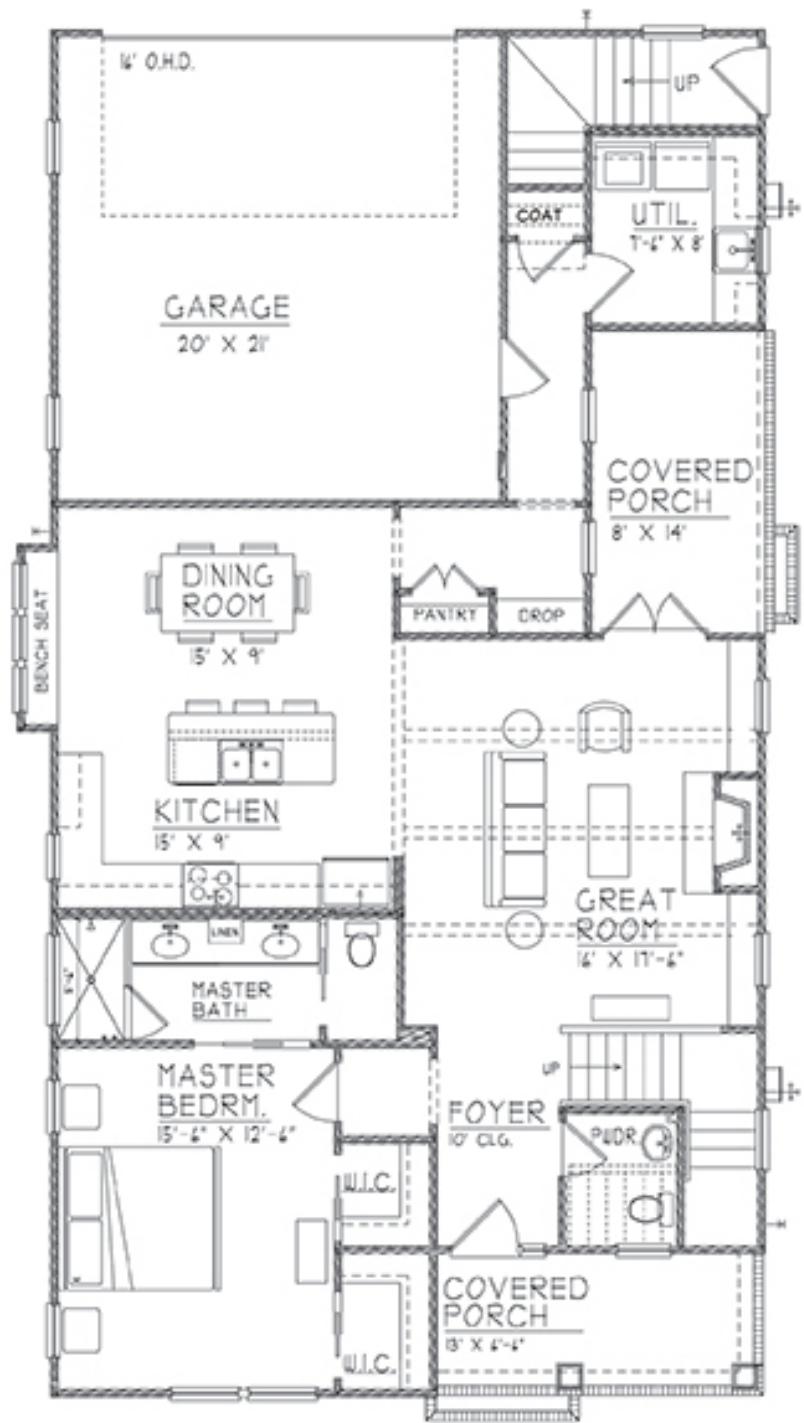 16' O.H.D.
UP
COAT
UTIL.
7'-6" X 8'
GARAGE
20' X 21'
COVERED
PORCH
8' X 14'
DINING
ROOM
15' X 9'
BENCH SEAT
PANTRY
DROP
KITCHEN
15' X 9'
GREAT
ROOM
16' X 17'-6"
LINEN
MASTER
BATH
MASTER
BEDRM.
15'-6" X 12'-6"
UP
FOYER
10' CLG.
PWDR.
W.I.C.
COVERED
PORCH
13' X 6'-6"
W.I.C.